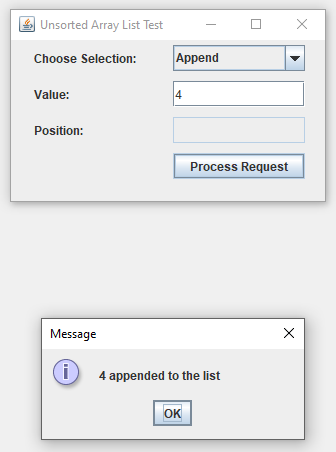 Unsorted Array List Test
Choose Selection: Append
Value: 4
Position:
Process Request
Message
4 appended to the list
OK